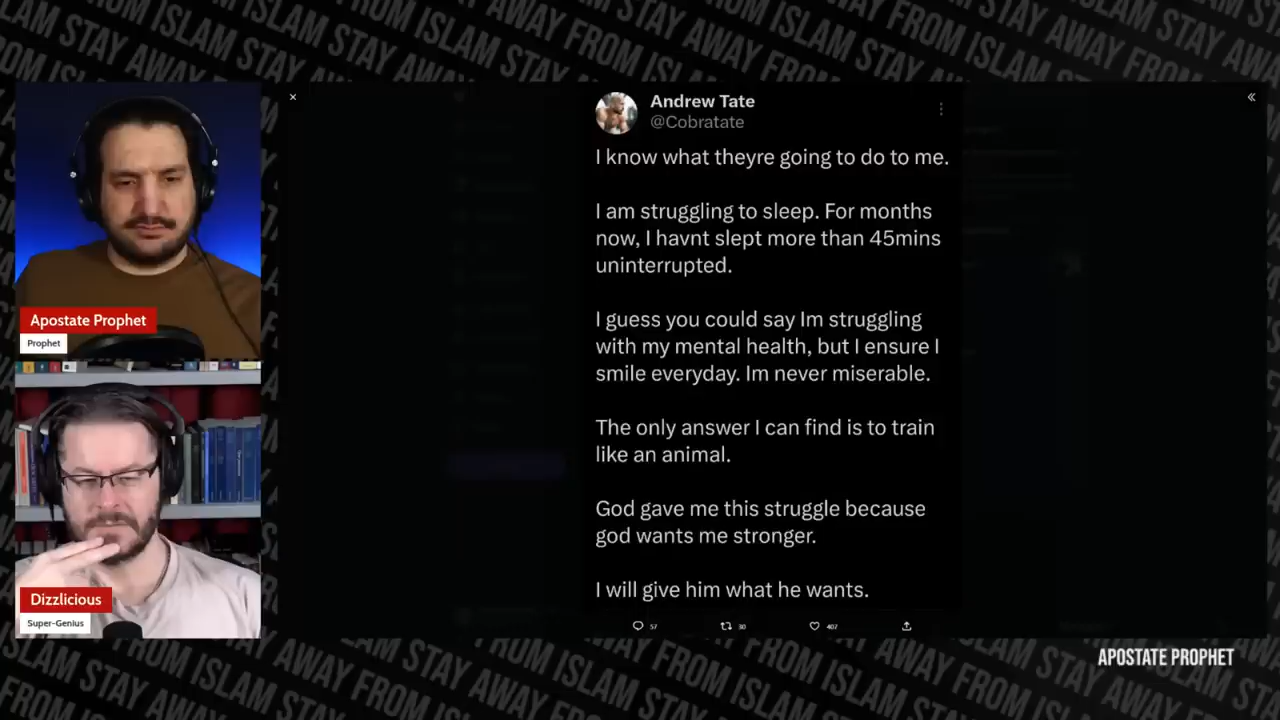 STAY AWAY FROM ISLAM
Andrew Tate
@Cobratate
I know what theyre going to do to me.
I am struggling to sleep. For months
now, I havnt slept more than 45mins
uninterrupted.
I guess you could say Im struggling
with my mental health, but I ensure I
smile everyday. Im never miserable.
The only answer I can find is to train
like an animal.
God gave me this struggle because
god wants me stronger.
I will give him what he wants.
57
30
407
Apostate Prophet
Prophet
Dizzlicious
Super-Genius
APOSTATE PROPHET